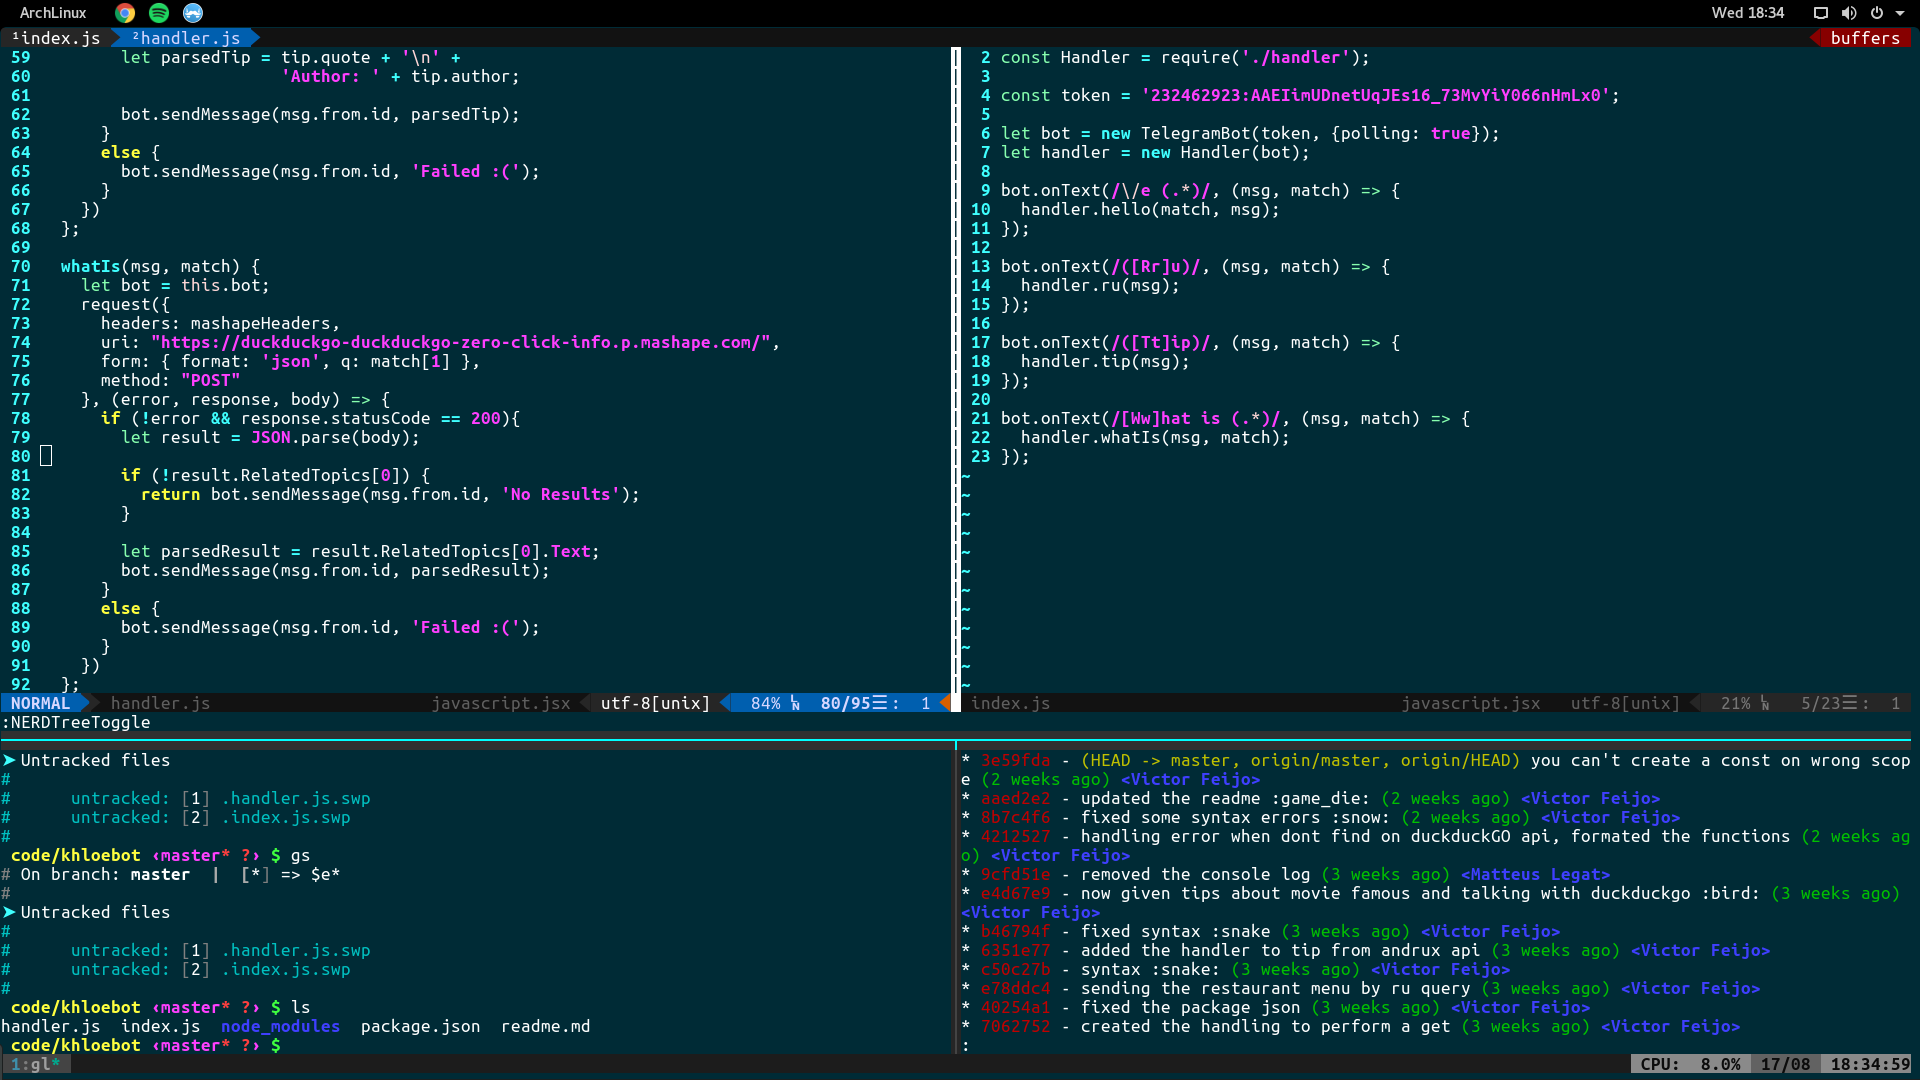 ArchLinux
Wed 18:34
¹index.js ²handler.js
buffers
59 let parsedTip = tip.quote + '\n' +
60 'Author: ' + tip.author;
61
62 bot.sendMessage(msg.from.id, parsedTip);
63 }
64 else {
65 bot.sendMessage(msg.from.id, 'Failed :(');
66 }
67 })
68 };
69
70 whatIs(msg, match) {
71 let bot = this.bot;
72 request({
73 headers: mashapeHeaders,
74 uri: "https://duckduckgo-duckduckgo-zero-click-info.p.mashape.com/",
75 form: { format: 'json', q: match[1] },
76 method: "POST"
77 }, (error, response, body) => {
78 if (!error && response.statusCode == 200){
79 let result = JSON.parse(body);
80
81 if (!result.RelatedTopics[0]) {
82 return bot.sendMessage(msg.from.id, 'No Results');
83 }
84
85 let parsedResult = result.RelatedTopics[0].Text;
86 bot.sendMessage(msg.from.id, parsedResult);
87 }
88 else {
89 bot.sendMessage(msg.from.id, 'Failed :(');
90 }
91 })
92 };
NORMAL handler.js javascript.jsx utf-8[unix] 84% ␤ 80/95☰: 1
2 const Handler = require('./handler');
3
4 const token = '232462923:AAEIimUDnetUqJEs16_73MvYiY066nHmLx0';
5
6 let bot = new TelegramBot(token, {polling: true});
7 let handler = new Handler(bot);
8
9 bot.onText(/\/e (.*)/, (msg, match) => {
10 handler.hello(match, msg);
11 });
12
13 bot.onText(/([Rr]u)/, (msg, match) => {
14 handler.ru(msg);
15 });
16
17 bot.onText(/([Tt]ip)/, (msg, match) => {
18 handler.tip(msg);
19 });
20
21 bot.onText(/[Ww]hat is (.*)/, (msg, match) => {
22 handler.whatIs(msg, match);
23 });
~
~
~
~
~
~
~
~
~
~
~
~
index.js javascript.jsx utf-8[unix] 21% ␤ 5/23☰: 1
:NERDTreeToggle
➤ Untracked files
#
# untracked: [1] .handler.js.swp
# untracked: [2] .index.js.swp
#
code/khloebot ‹master* ?› $ gs
# On branch: master | [*] => $e*
#
➤ Untracked files
#
# untracked: [1] .handler.js.swp
# untracked: [2] .index.js.swp
#
code/khloebot ‹master* ?› $ ls
handler.js index.js node_modules package.json readme.md
code/khloebot ‹master* ?› $
* 3e59fda - (HEAD -> master, origin/master, origin/HEAD) you can't create a const on wrong scop
e (2 weeks ago) <Victor Feijo>
* aaed2e2 - updated the readme :game_die: (2 weeks ago) <Victor Feijo>
* 8b7c4f6 - fixed some syntax errors :snow: (2 weeks ago) <Victor Feijo>
* 4212527 - handling error when dont find on duckduckGO api, formated the functions (2 weeks ag
o) <Victor Feijo>
* 9cfd51e - removed the console log (3 weeks ago) <Matteus Legat>
* e4d67e9 - now given tips about movie famous and talking with duckduckgo :bird: (3 weeks ago)
<Victor Feijo>
* b46794f - fixed syntax :snake (3 weeks ago) <Victor Feijo>
* 6351e77 - added the handler to tip from andrux api (3 weeks ago) <Victor Feijo>
* c50c27b - syntax :snake: (3 weeks ago) <Victor Feijo>
* e78ddc4 - sending the restaurant menu by ru query (3 weeks ago) <Victor Feijo>
* 40254a1 - fixed the package json (3 weeks ago) <Victor Feijo>
* 7062752 - created the handling to perform a get (3 weeks ago) <Victor Feijo>
:
1:gl*
CPU: 8.0% 17/08 18:34:59